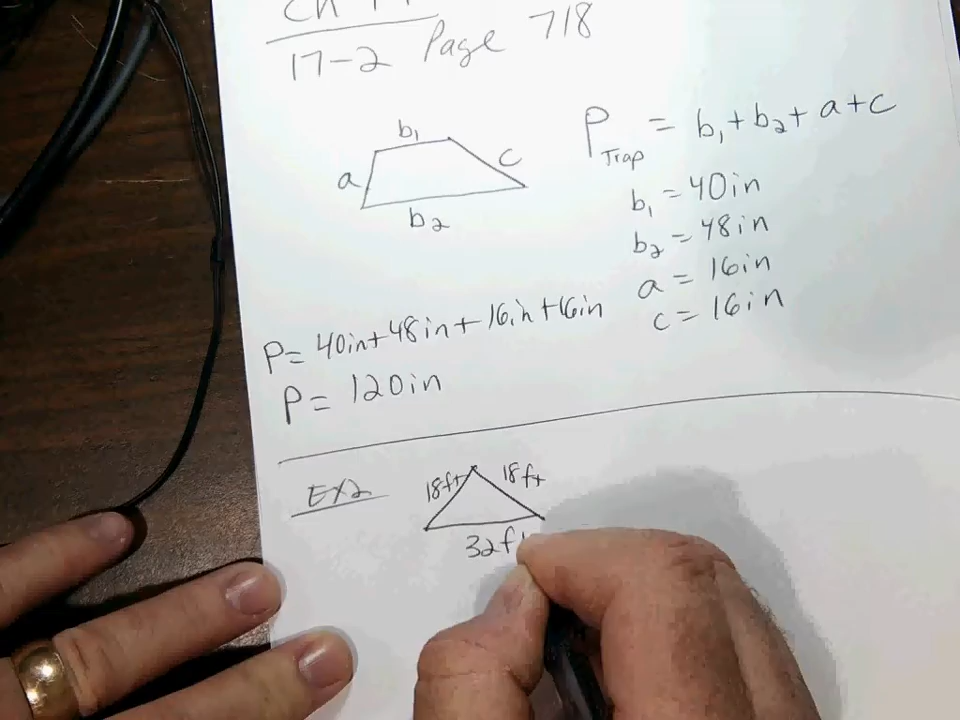 17-2 Page 718
b₁
a
c
b₂
P Trap = b₁ + b₂ + a + c
b₁ = 40in
b₂ = 48in
a = 16in
c = 16in
P = 40in + 48in + 16in + 16in
P = 120in
EX2
18ft
18ft
32ft